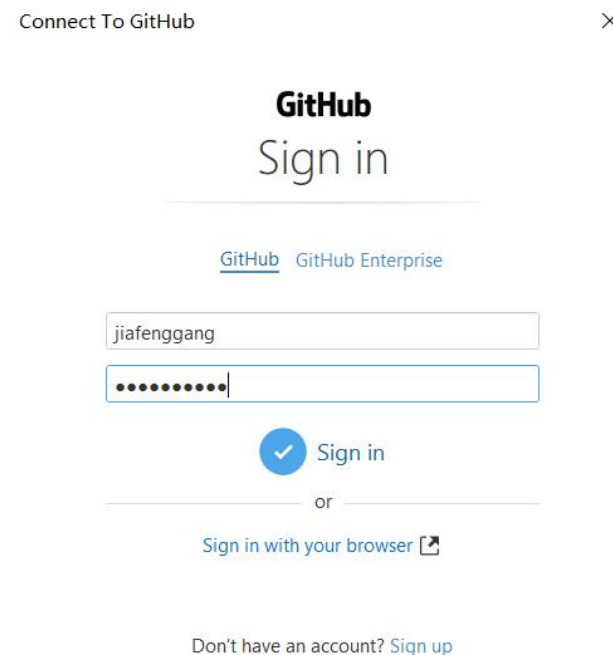 Connect To GitHub
GitHub
Sign in
GitHub GitHub Enterprise
jiafenggang
●●●●●●●●●●
Sign in
or
Sign in with your browser
Don't have an account? Sign up